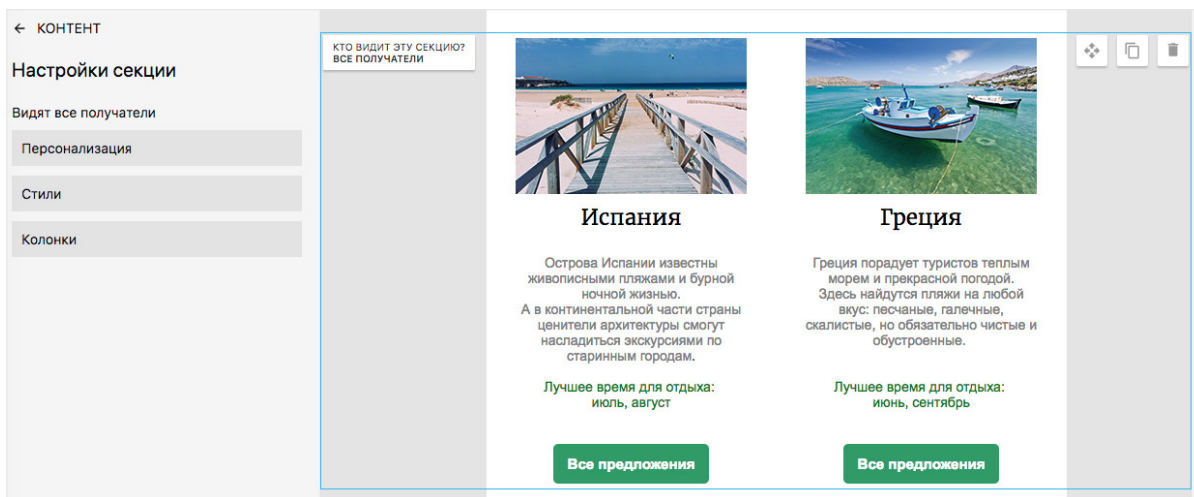 ← КОНТЕНТ
Настройки секции
Видят все получатели
Персонализация
Стили
Колонки
КТО ВИДИТ ЭТУ СЕКЦИЮ?
ВСЕ ПОЛУЧАТЕЛИ
Испания
Острова Испании известны
живописными пляжами и бурной
ночной жизнью.
А в континентальной части страны
ценители архитектуры смогут
насладиться экскурсиями по
старинным городам.
Лучшее время для отдыха:
июль, август
Все предложения
Греция
Греция порадует туристов теплым
морем и прекрасной погодой.
Здесь найдутся пляжи на любой
вкус: песчаные, галечные,
скалистые, но обязательно чистые и
обустроенные.
Лучшее время для отдыха:
июнь, сентябрь
Все предложения